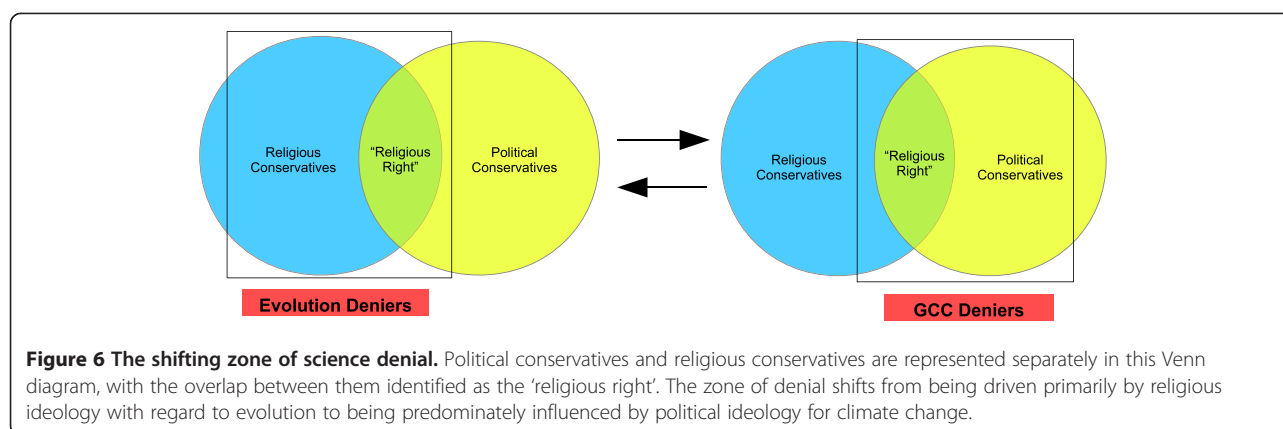 Religious
Conservatives
“Religious
Right”
Political
Conservatives
Evolution Deniers
Religious
Conservatives
“Religious
Right”
Political
Conservatives
GCC Deniers
Figure 6 The shifting zone of science denial. Political conservatives and religious conservatives are represented separately in this Venn
diagram, with the overlap between them identified as the ‘religious right’. The zone of denial shifts from being driven primarily by religious
ideology with regard to evolution to being predominately influenced by political ideology for climate change.